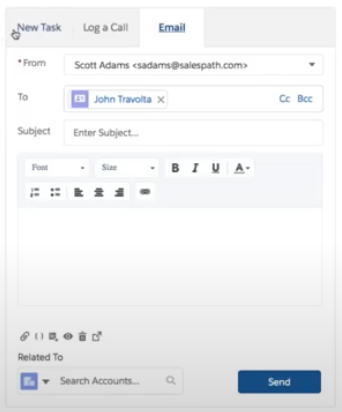 New Task Log a Call Email
*From Scott Adams <sadams@salespath.com>
To John Travolta × Cc Bcc
Subject Enter Subject...
Font Size B I U A
Related To
Search Accounts... Send